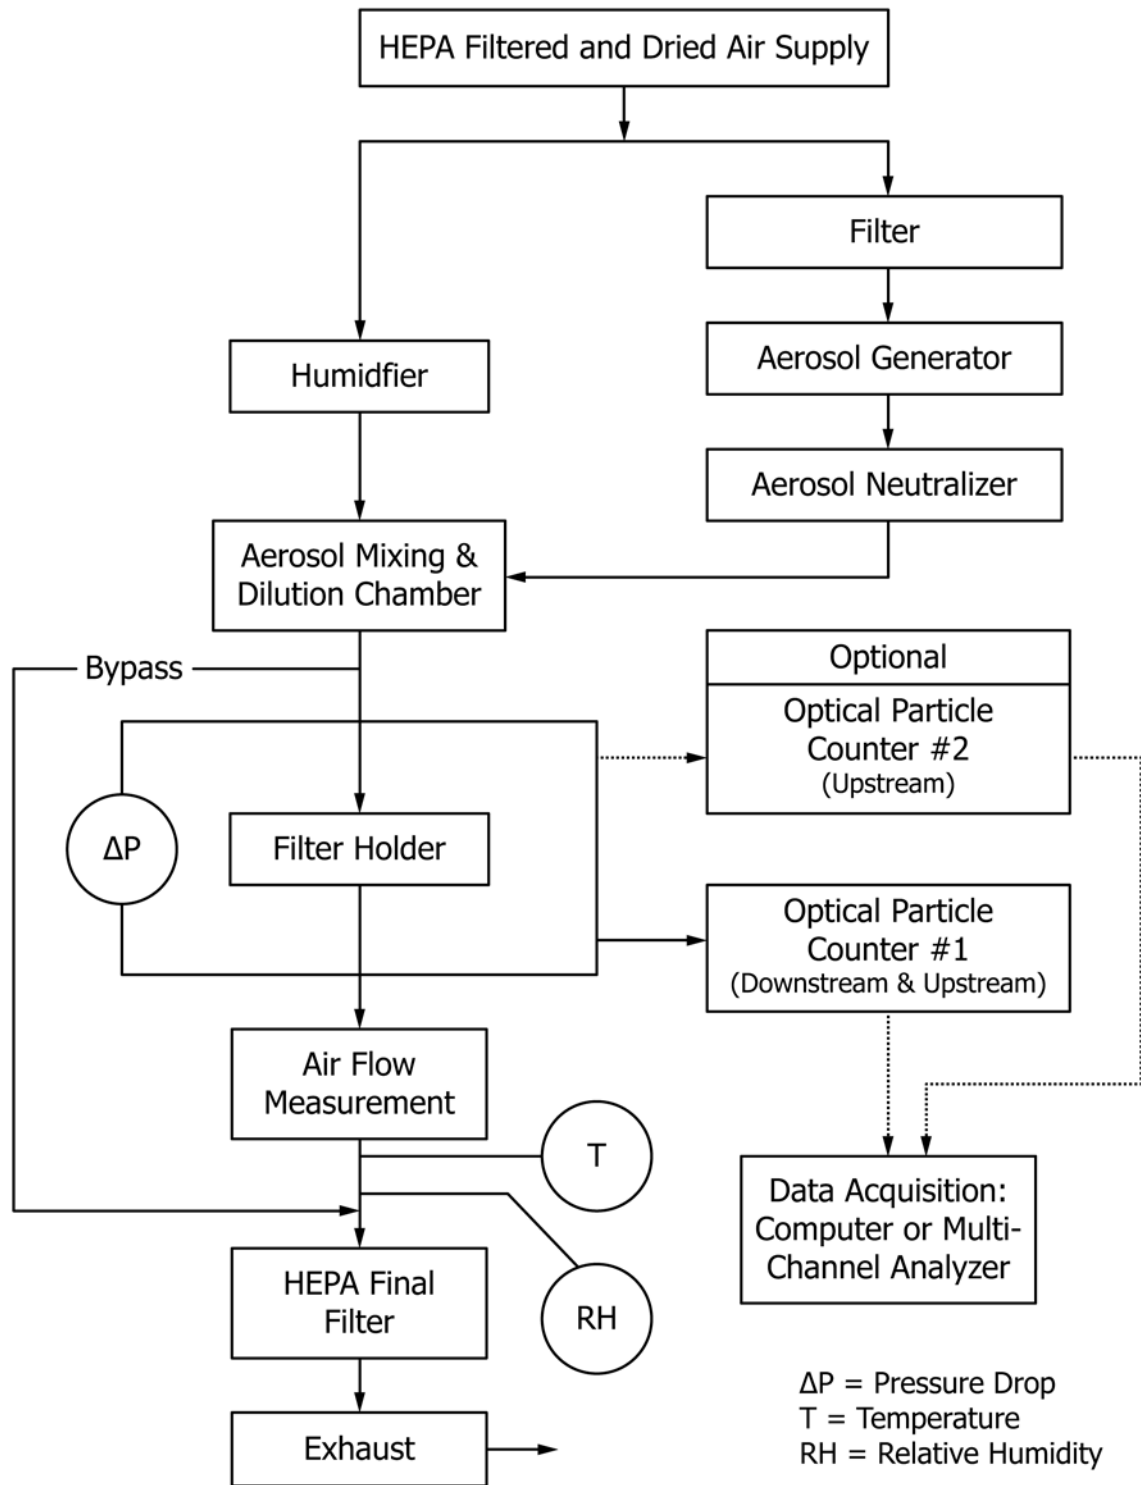 HEPA Filtered and Dried Air Supply
Filter
Humidfier
Aerosol Generator
Aerosol Neutralizer
Aerosol Mixing &
Dilution Chamber
Bypass
Optional
Optical Particle
Counter #2
(Upstream)
ΔP
Filter Holder
Optical Particle
Counter #1
(Downstream & Upstream)
Air Flow
Measurement
T
Data Acquisition:
Computer or Multi-
Channel Analyzer
HEPA Final
Filter
RH
Exhaust
ΔP = Pressure Drop
T = Temperature
RH = Relative Humidity